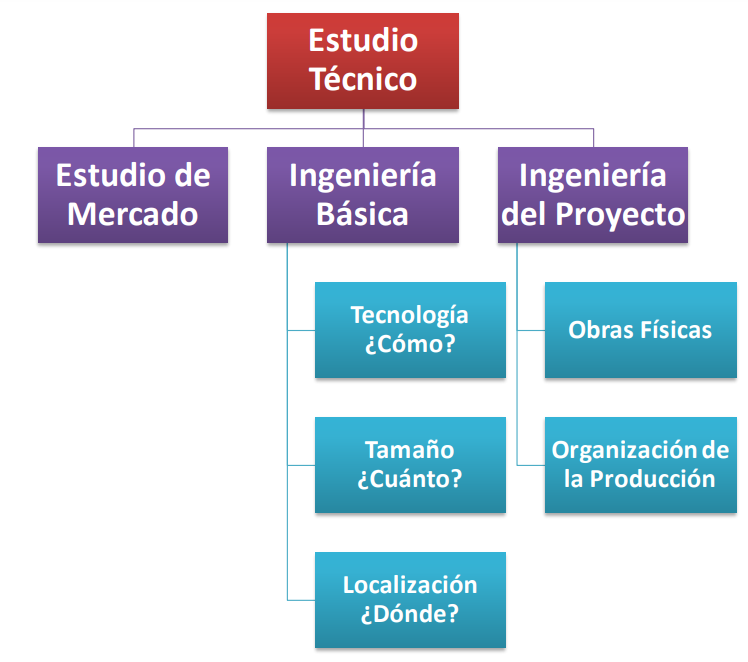 Estudio
Técnico
Estudio de
Mercado
Ingeniería
Básica
Ingeniería
del Proyecto
Tecnología
¿Cómo?
Tamaño
¿Cuánto?
Localización
¿Dónde?
Obras Físicas
Organización de
la Producción